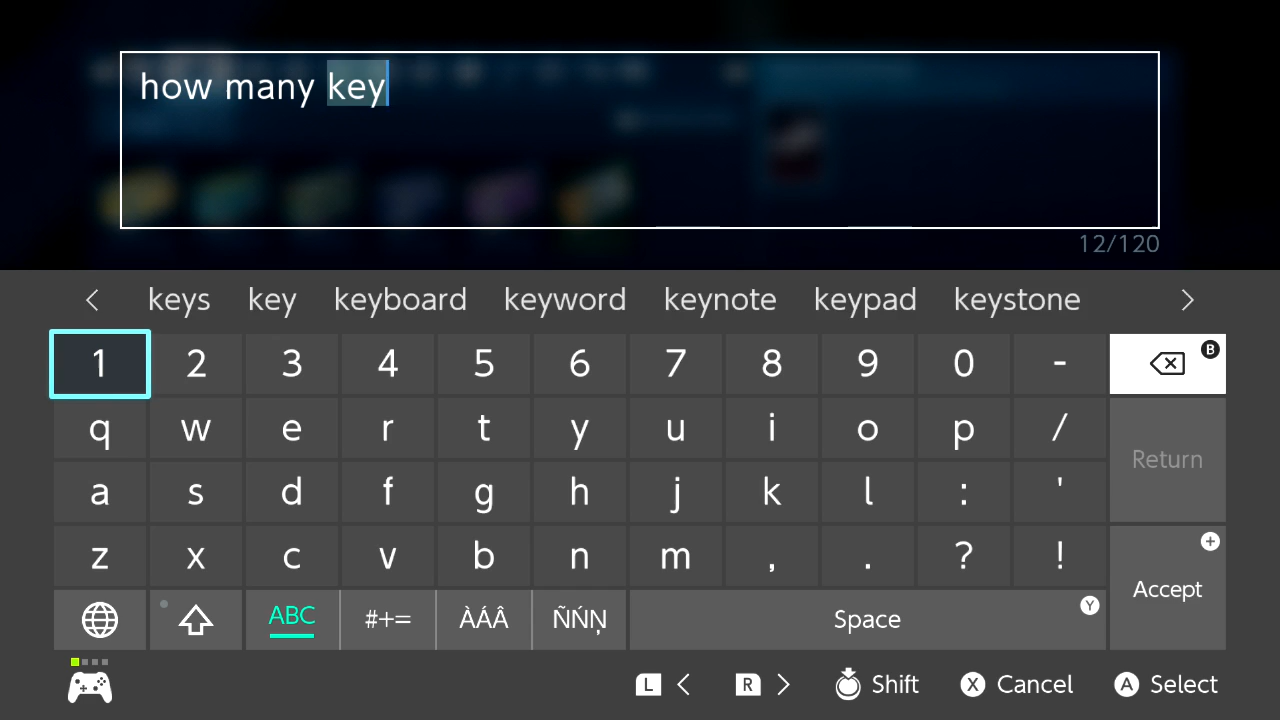 how many key
12/120
keys key keyboard keyword keynote keypad keystone
1 2 3 4 5 6 7 8 9 0 - B
q w e r t y u i o p /
Return
a s d f g h j k l : '
z x c v b n m , . ? ! +
Accept
ABC #+= ÀÁÂ ÑŃŅ Space Y
L R Shift X Cancel A Select